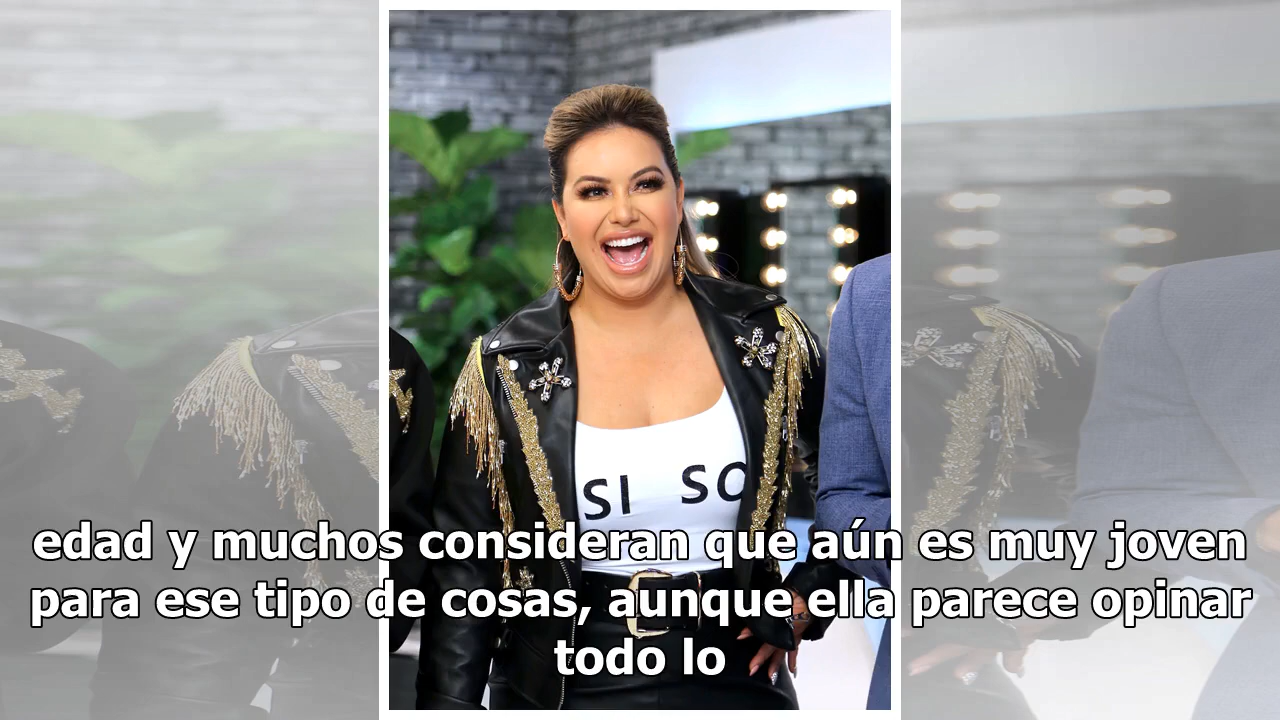 SI SO
edad y muchos consideran que aún es muy joven
para ese tipo de cosas, aunque ella parece opinar
todo lo